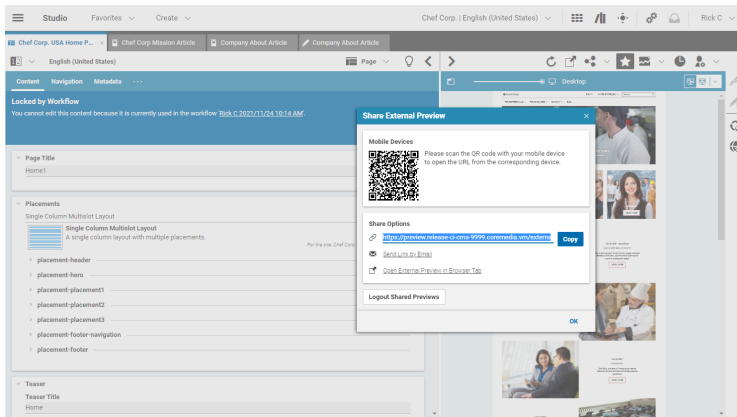 Studio Favorites Create Chef Corp. | English (United States) Rick C
Chef Corp. USA Home P... Chef Corp Mission Article Company About Article Company About Article
English (United States) Page
Content Navigation Metadata ...
Desktop
Locked by Workflow
You cannot edit this content because it is currently used in the workflow 'Rick C 2021/11/24 10:14 AM'.
Page Title
Home1
Placements
Single Column Multislot Layout
Single Column Multislot Layout
A single column layout with multiple placements.
For the site: Chef Corp
placement-header
placement-hero
placement-placement1
placement-placement2
placement-placement3
placement-footer-navigation
placement-footer
Teaser
Teaser Title
Home
Share External Preview
Mobile Devices
Please scan the QR code with your mobile device
to open the URL from the corresponding device.
Share Options
https://preview.release-ci-cms-9999.coremedia.vm/externa
Copy
Send Link by Email
Open External Preview in Browser Tab
Logout Shared Previews
OK